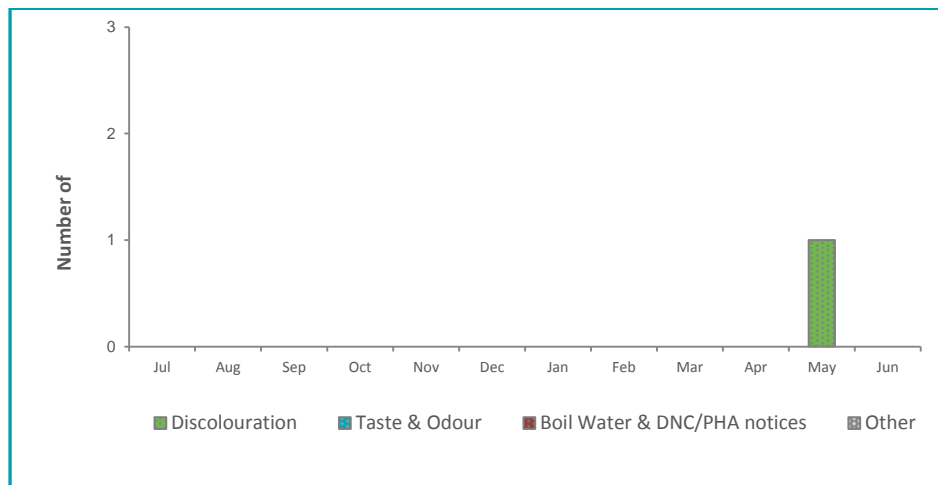 3
2
1
0
Number of
Jul Aug Sep Oct Nov Dec Jan Feb Mar Apr May Jun
Discolouration Taste & Odour Boil Water & DNC/PHA notices Other